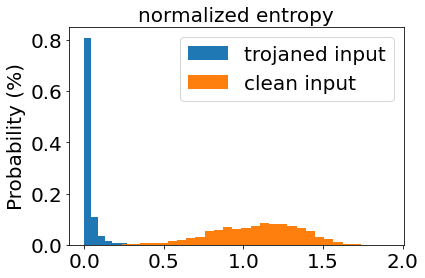 normalized entropy
Probability (%)
0.8
0.6
0.4
0.2
0.0
trojaned input
clean input
0.0 0.5 1.0 1.5 2.0